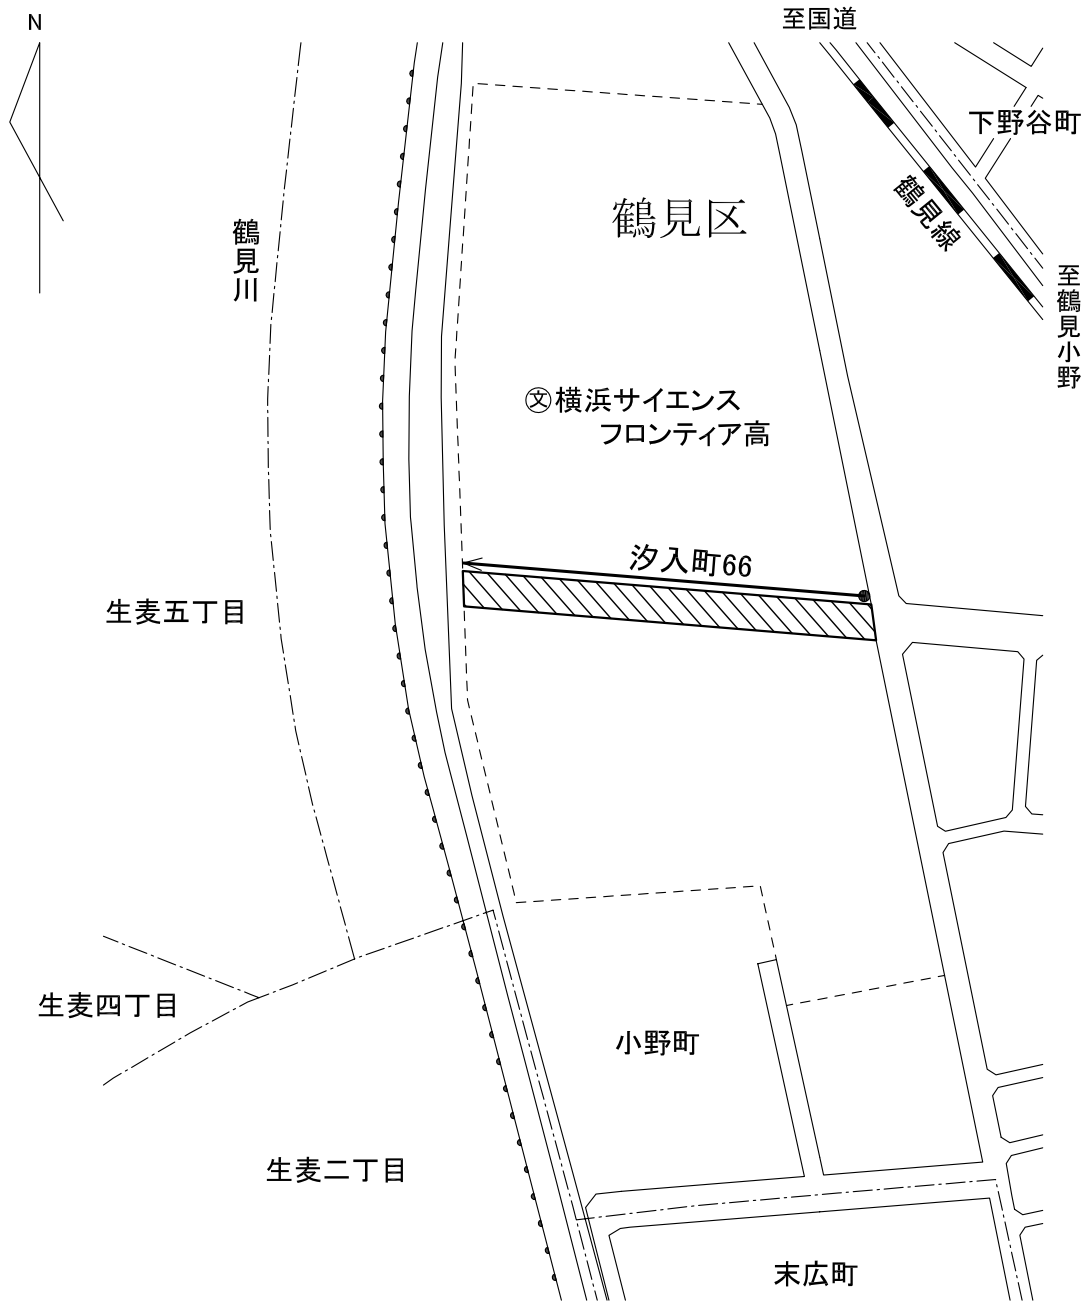 N
至国道
下野谷町
鶴見区
鶴見線
鶴見川
至鶴見小野
文横浜サイエンス
フロンティア高
汐入町66
生麦五丁目
生麦四丁目
小野町
生麦二丁目
末広町